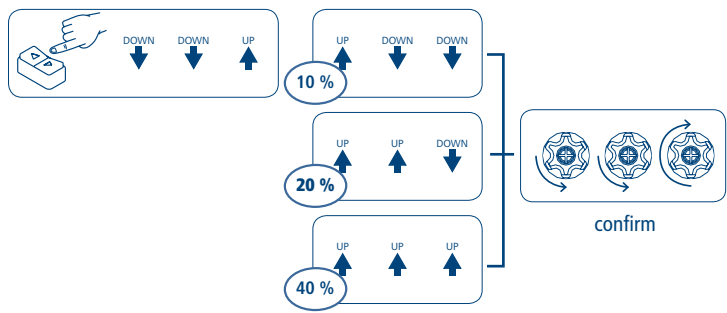 DOWN DOWN UP
UP DOWN DOWN
10 %
UP UP DOWN
20 %
confirm
UP UP UP
40 %